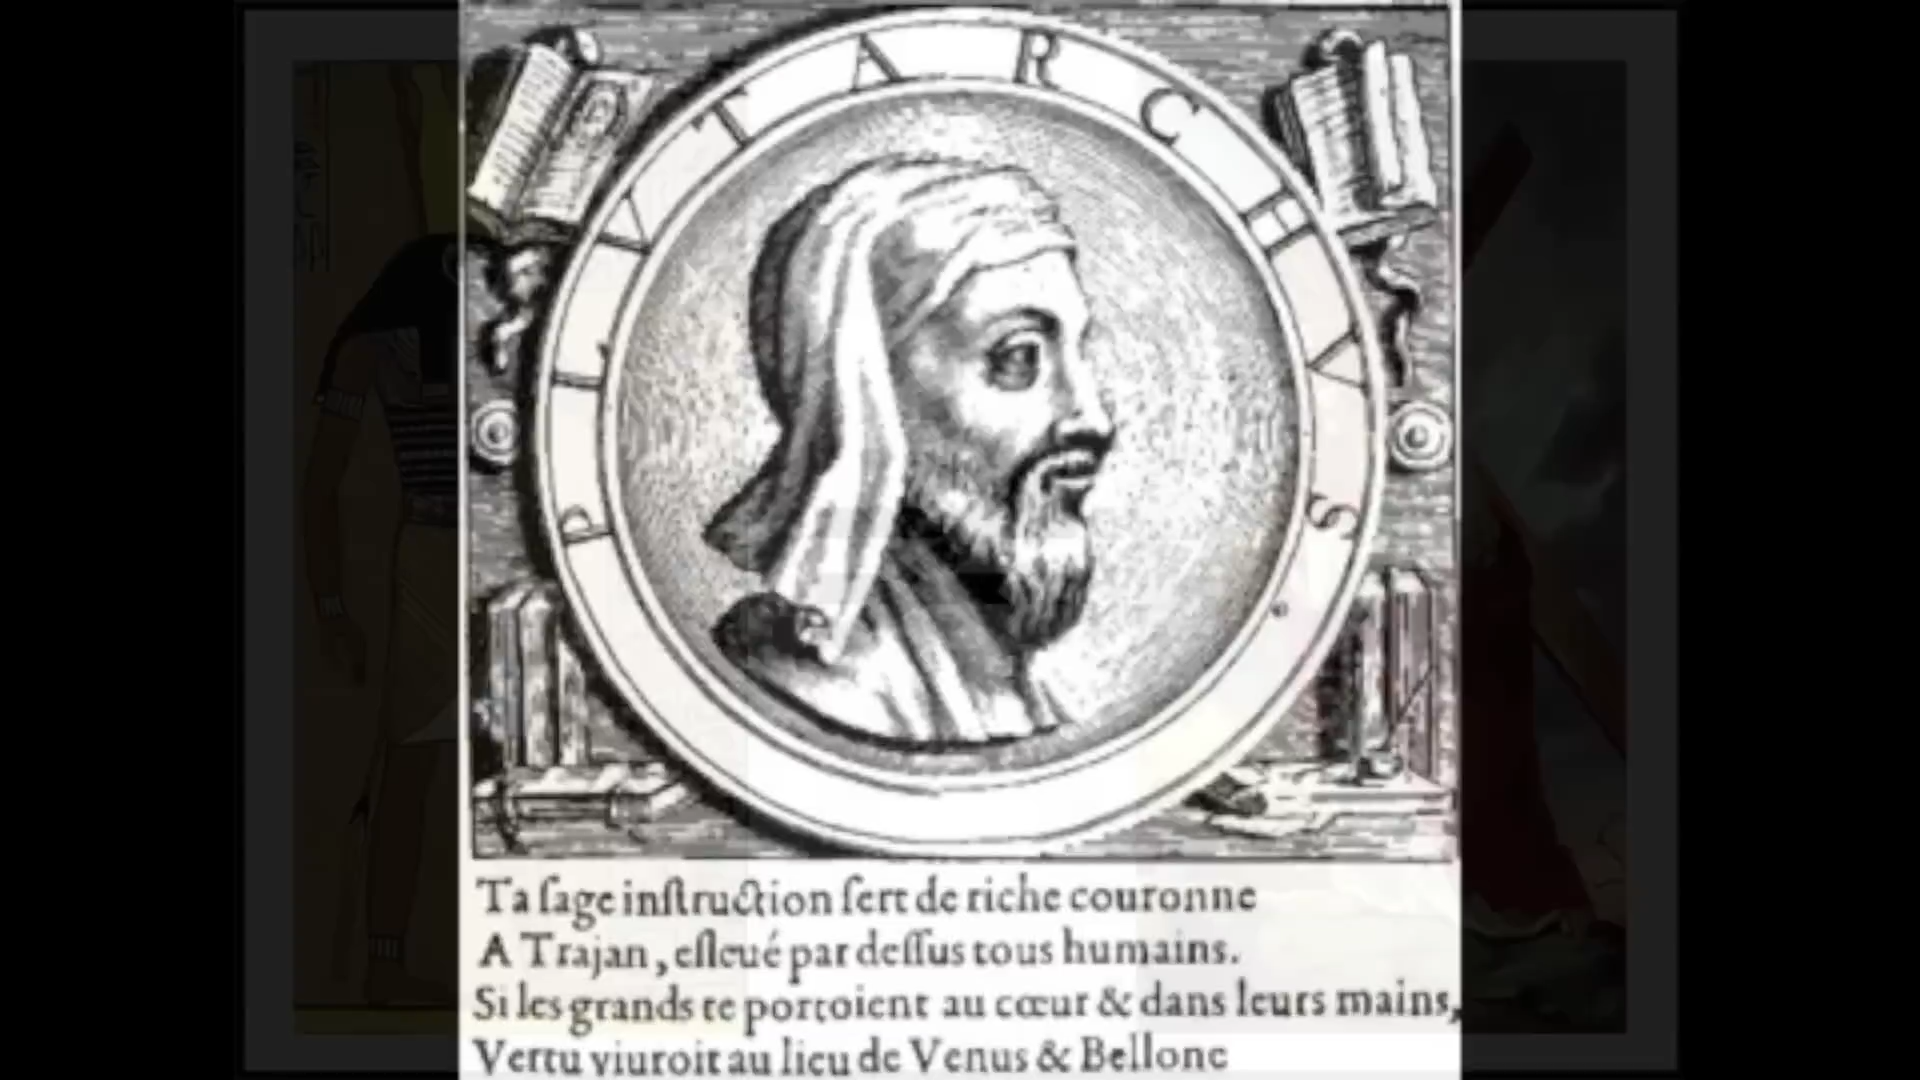 PLVTARCHVS.
Ta ſage inſtruction ſert de riche couronne
A Trajan, eſleué par deſſus tous humains.
Si les grands te portoient au cœur & dans leurs mains,
Vertu viuroit au lieu de Venus & Bellone